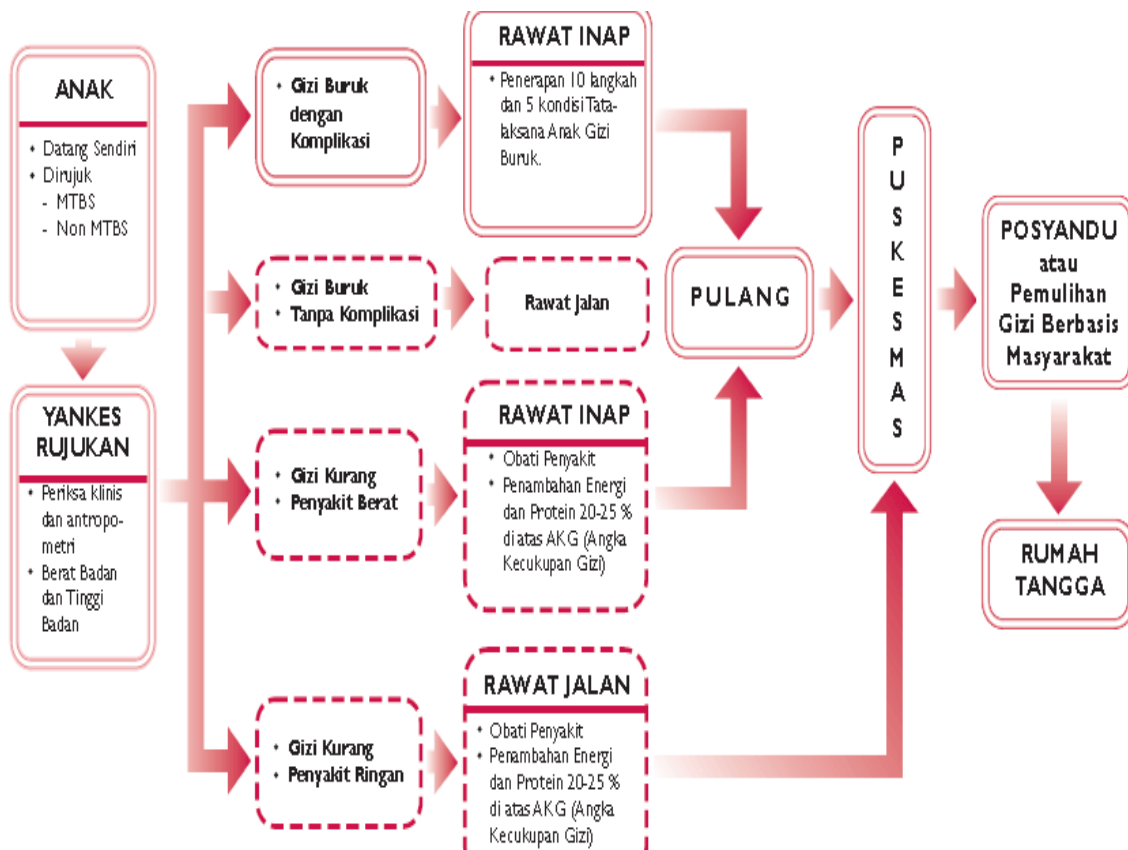 ANAK
• Datang Sendiri
• Dirujuk
- MTBS
- Non MTBS
YANKES
RUJUKAN
• Periksa klinis
dan antropo-
metri
• Berat Badan
dan Tinggi
Badan
• Gizi Buruk
dengan
Komplikasi
RAWAT INAP
• Penerapan 10 langkah
dan 5 kondisi Tata-
laksana Anak Gizi
Buruk.
• Gizi Buruk
• Tanpa Komplikasi
Rawat Jalan
• Gizi Kurang
• Penyakit Berat
RAWAT INAP
• Obati Penyakit
• Penambahan Energi
dan Protein 20-25 %
di atas AKG (Angka
Kecukupan Gizi)
• Gizi Kurang
• Penyakit Ringan
RAWAT JALAN
• Obati Penyakit
• Penambahan Energi
dan Protein 20-25 %
di atas AKG (Angka
Kecukupan Gizi)
PULANG
P
U
S
K
E
S
M
A
S
POSYANDU
atau
Pemulihan
Gizi Berbasis
Masyarakat
RUMAH
TANGGA